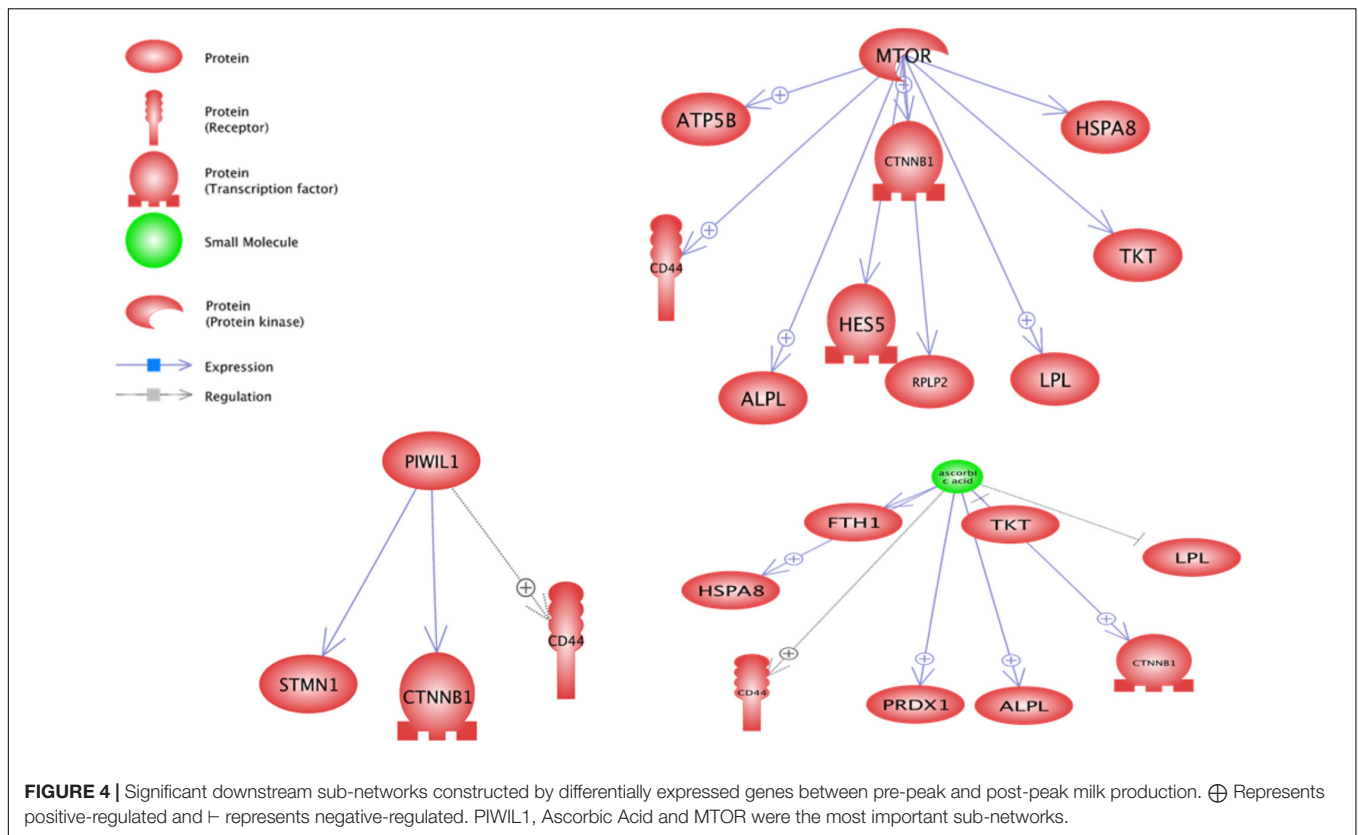 Protein
Protein
(Receptor)
Protein
(Transcription factor)
Small Molecule
Protein
(Protein kinase)
Expression
Regulation
MTOR
ATP5B
HSPA8
CTNNB1
CD44
TKT
HES5
ALPL
RPLP2
LPL
PIWIL1
STMN1
CTNNB1
CD44
ascorbi
c acid
FTH1
TKT
LPL
HSPA8
CTNNB1
CD44
PRDX1
ALPL
FIGURE 4 | Significant downstream sub-networks constructed by differentially expressed genes between pre-peak and post-peak milk production. ⊕ Represents
positive-regulated and ⊢ represents negative-regulated. PIWIL1, Ascorbic Acid and MTOR were the most important sub-networks.